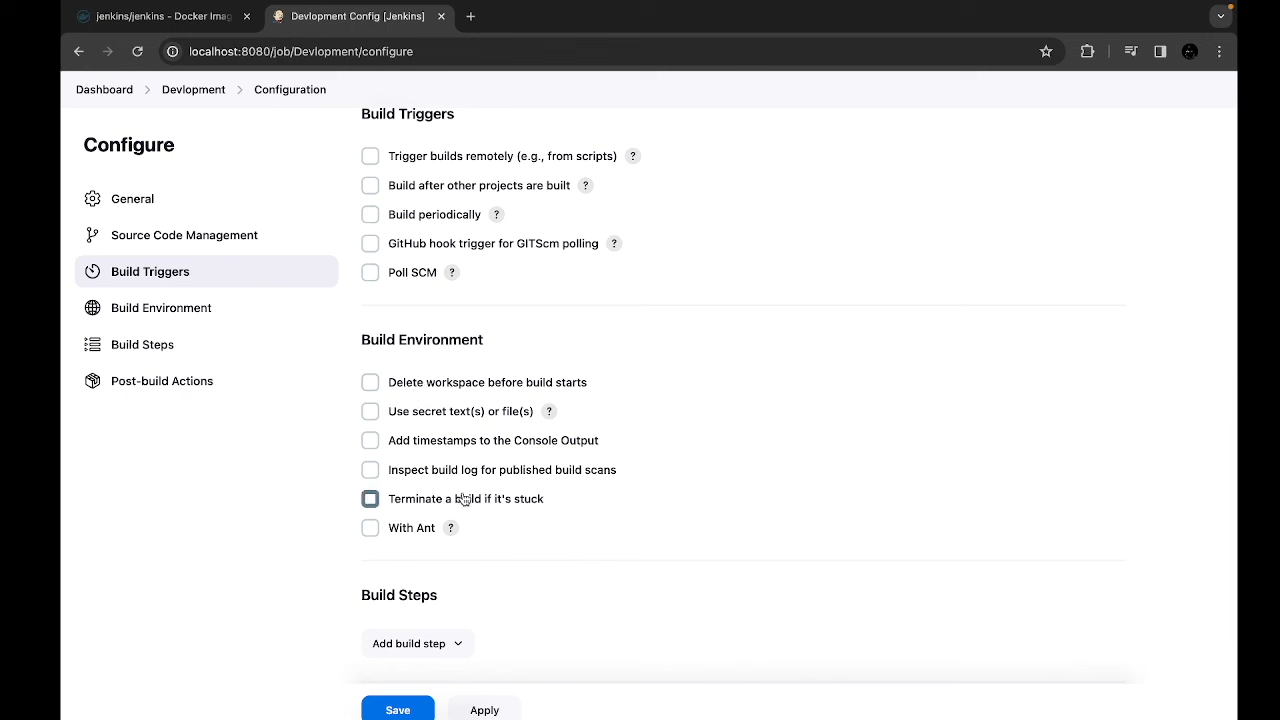 jenkins/jenkins - Docker Imag
Devlopment Config [Jenkins]
localhost:8080/job/Devlopment/configure
Dashboard
Devlopment
Configuration
Configure
General
Source Code Management
Build Triggers
Build Environment
Build Steps
Post-build Actions
Build Triggers
Trigger builds remotely (e.g., from scripts) ?
Build after other projects are built ?
Build periodically ?
GitHub hook trigger for GITScm polling ?
Poll SCM ?
Build Environment
Delete workspace before build starts
Use secret text(s) or file(s) ?
Add timestamps to the Console Output
Inspect build log for published build scans
Terminate a build if it's stuck
With Ant ?
Build Steps
Add build step
Save
Apply